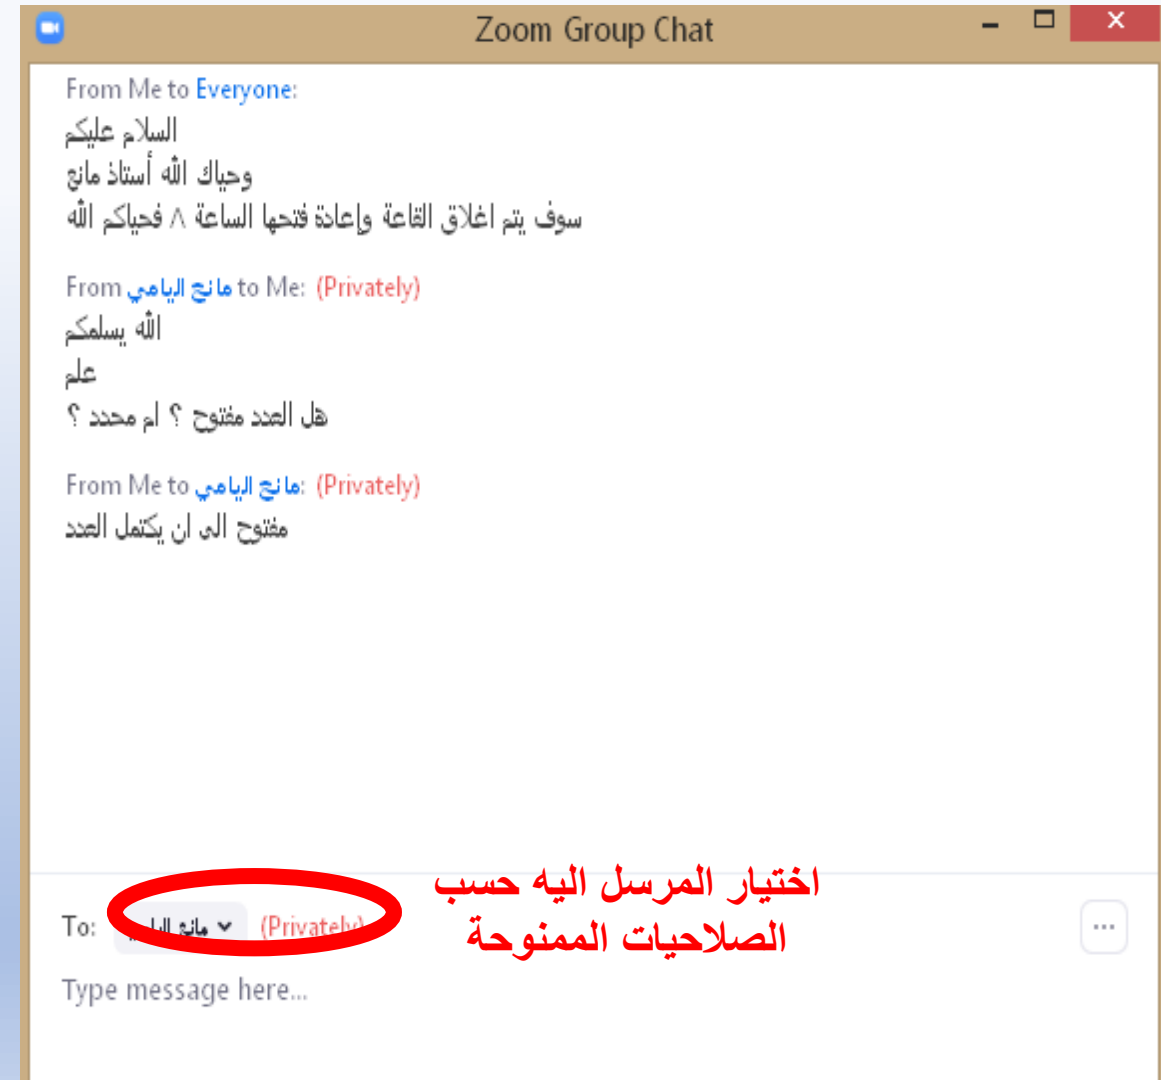 Zoom Group Chat
From Me to Everyone:
السلام عليكم
وحياك الله أستاذ مانع
سوف يتم اغلاق القاعة وإعادة فتحها الساعة ٨ فحياكم الله
From مانع اليامي to Me: (Privately)
الله يسلمكم
علم
هل العدد مفتوح ؟ ام محدد ؟
From Me to مانع اليامي: (Privately)
مفتوح الى ان يكتمل العدد
اختيار المرسل اليه حسب
الصلاحيات الممنوحة
To: مانع اليامي (Privately)
Type message here...